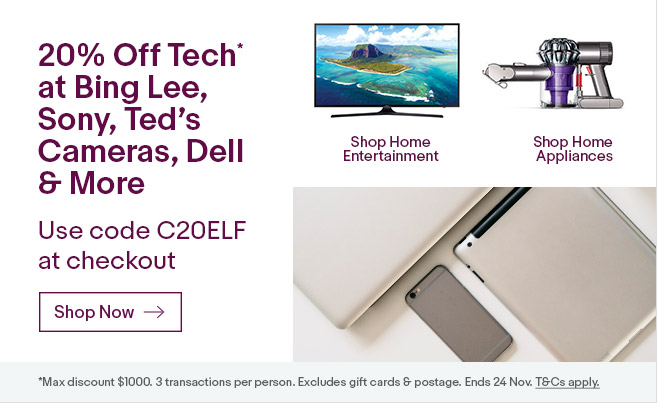 20% Off Tech*
at Bing Lee,
Sony, Ted's
Cameras, Dell
& More
Use code C20ELF
at checkout
Shop Now →
Shop Home
Entertainment
Shop Home
Appliances
*Max discount $1000. 3 transactions per person. Excludes gift cards & postage. Ends 24 Nov. T&Cs apply.